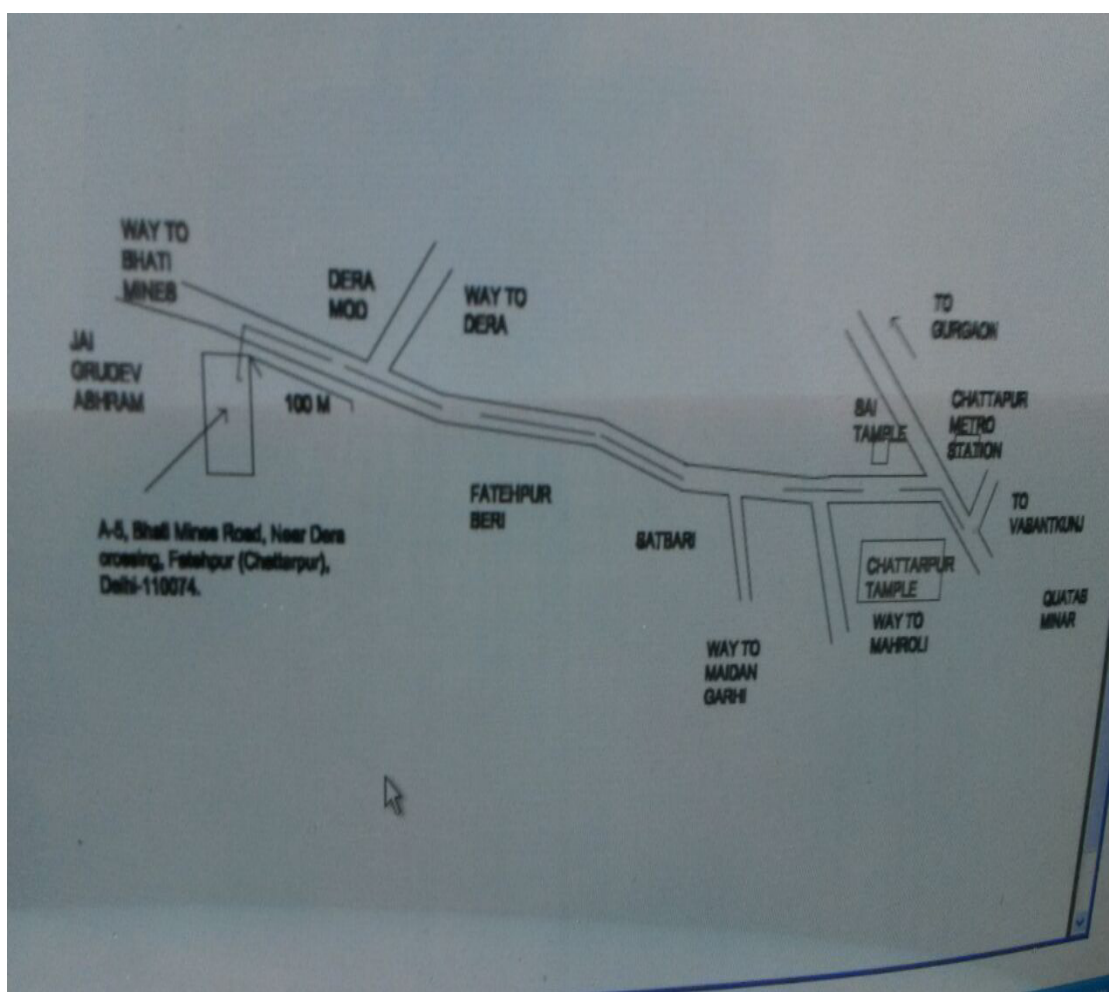 WAY TO
BHATI
MINES
DERA
MOD
WAY TO
DERA
TO
GURGAON
JAI
GRUDEV
ASHRAM
100 M
SAI
TAMPLE
CHATTAPUR
METRO
STATION
FATEHPUR
BERI
SATBARI
TO
VASANTKUNJ
A-5, Bhati Mines Road, Near Dera
crossing, Fatehpur (Chattarpur),
Delhi-110074.
CHATTARPUR
TAMPLE
QUATAB
MINAR
WAY TO
MAHROLI
WAY TO
MAIDAN
GARHI